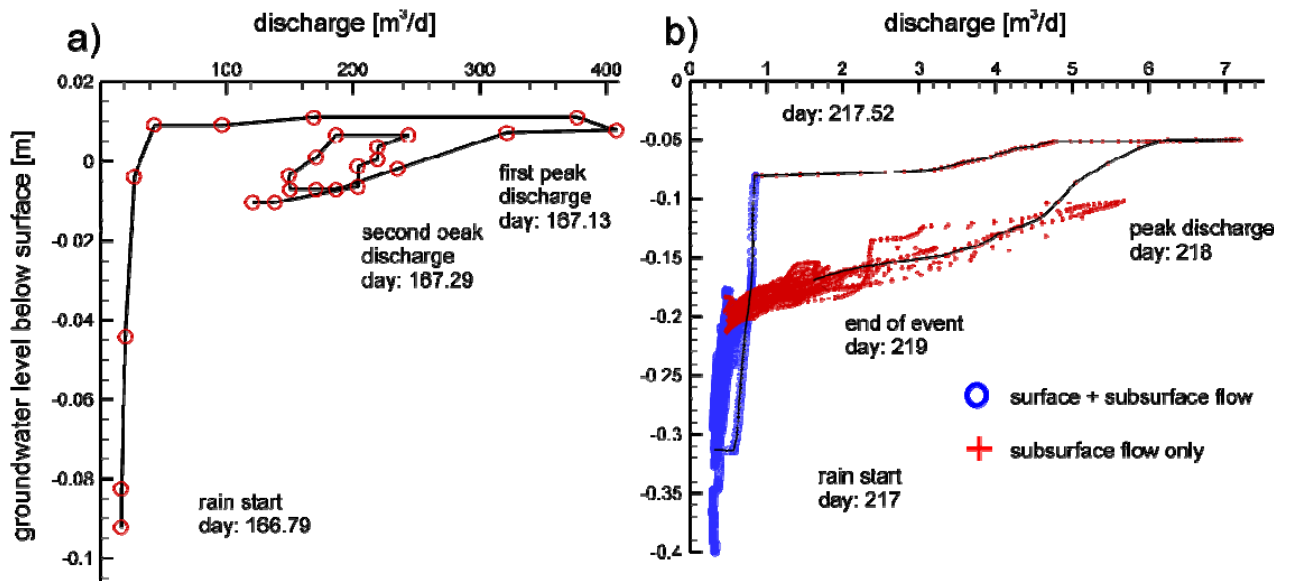 a)
discharge [m³/d]
100
200
300
400
0.02
0
-0.02
-0.04
-0.06
-0.08
-0.1
groundwater level below surface [m]
first peak
discharge
day: 167.13
second peak
discharge
day: 167.29
rain start
day: 166.79
b)
discharge [m³/d]
0
1
2
3
4
5
6
7
0
-0.05
-0.1
-0.15
-0.2
-0.25
-0.3
-0.35
-0.4
day: 217.52
peak discharge
day: 218
end of event
day: 219
surface + subsurface flow
subsurface flow only
rain start
day: 217